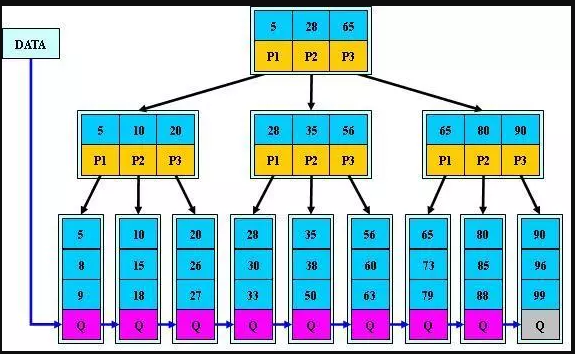 5 28 65
DATA
P1 P2 P3
5 10 20 28 35 56 65 80 90
P1 P2 P3 P1 P2 P3 P1 P2 P3
5 10 20 28 35 56 65 80 90
8 15 26 30 38 60 73 85 96
9 18 27 33 50 63 79 88 99
Q Q Q Q Q Q Q Q Q